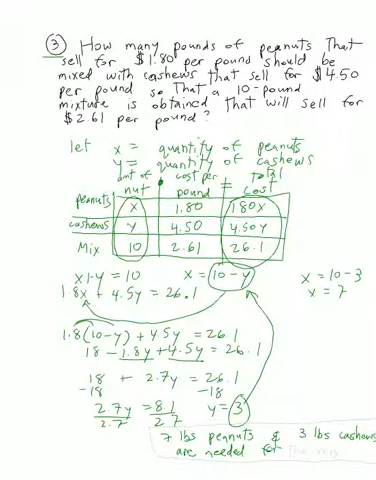 ③ How many pounds of peanuts that
sell for $1.80 per pound should be
mixed with cashews that sell for $4.50
per pound so that a 10-pound
mixture is obtained that will sell for
$2.61 per pound?
let x = quantity of peanuts
y = quantity of cashews
amt of nut • cost per pound = total cost
peanuts x 1.80 1.80x
cashews y 4.50 4.50y
Mix 10 2.61 26.1
x+y = 10 x = 10-y x = 10-3
1.8x + 4.5y = 26.1 x = 7
1.8(10-y) + 4.5y = 26.1
18 - 1.8y + 4.5y = 26.1
18 + 2.7y = 26.1
-18 -18
2.7y = 8.1 y = 3
2.7 2.7
7 lbs peanuts & 3 lbs cashews
are needed for the mix